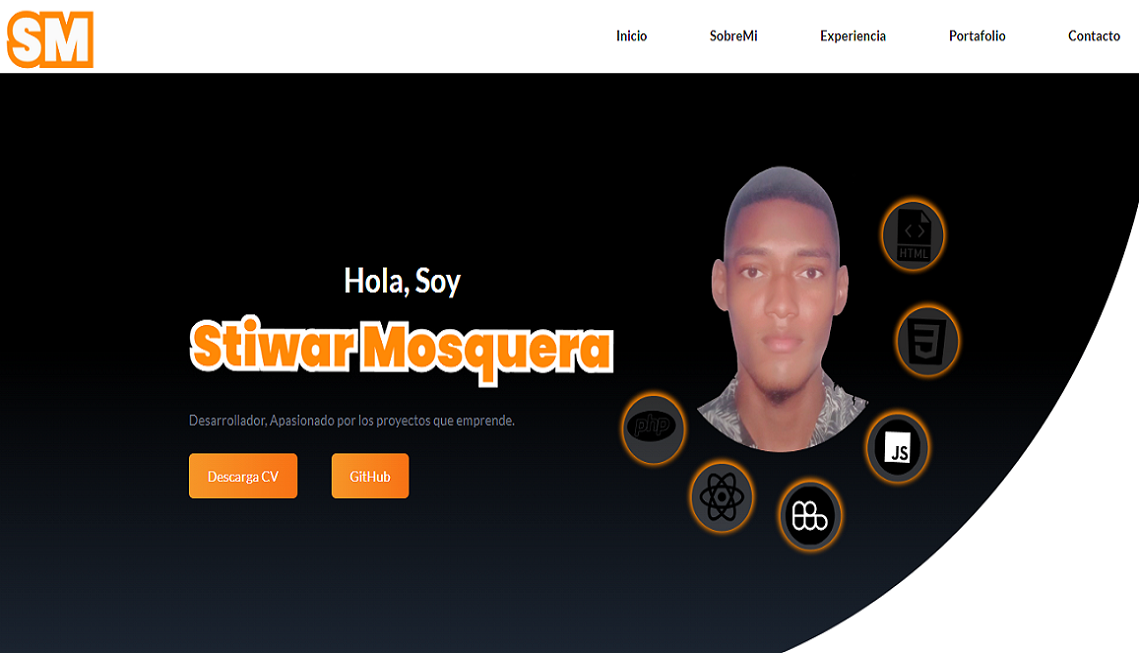 SM
Inicio
SobreMi
Experiencia
Portafolio
Contacto
Hola, Soy
Stiwar Mosquera
Desarrollador, Apasionado por los proyectos que emprende.
Descarga CV
GitHub
HTML
php
JS